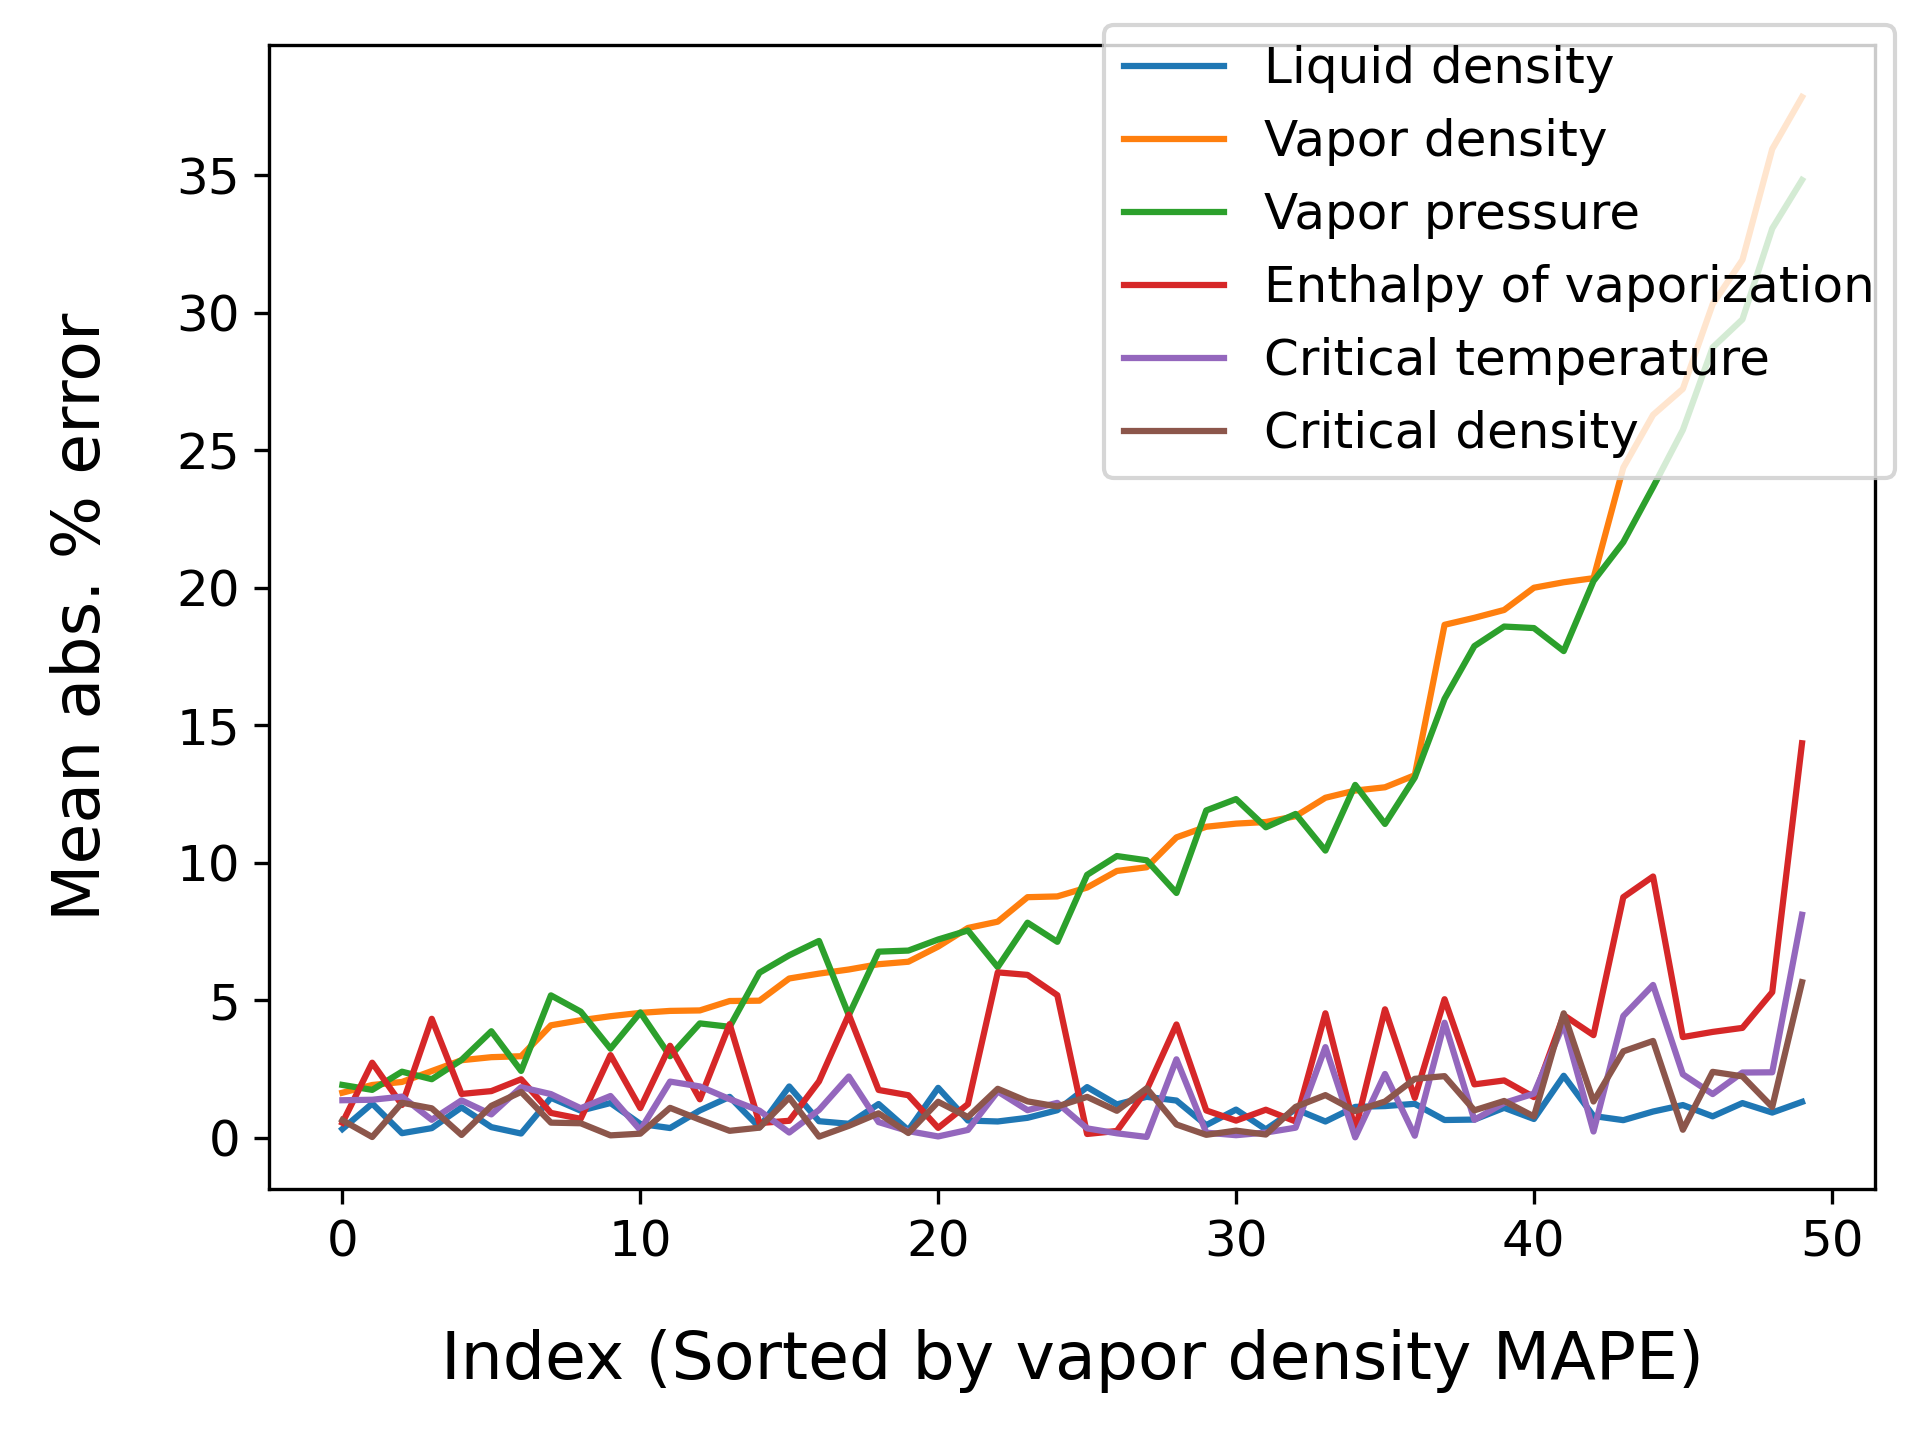 Liquid density
Vapor density
Vapor pressure
Enthalpy of vaporization
Critical temperature
Critical density
Mean abs. % error
35
30
25
20
15
10
5
0
0 10 20 30 40 50
Index (Sorted by vapor density MAPE)